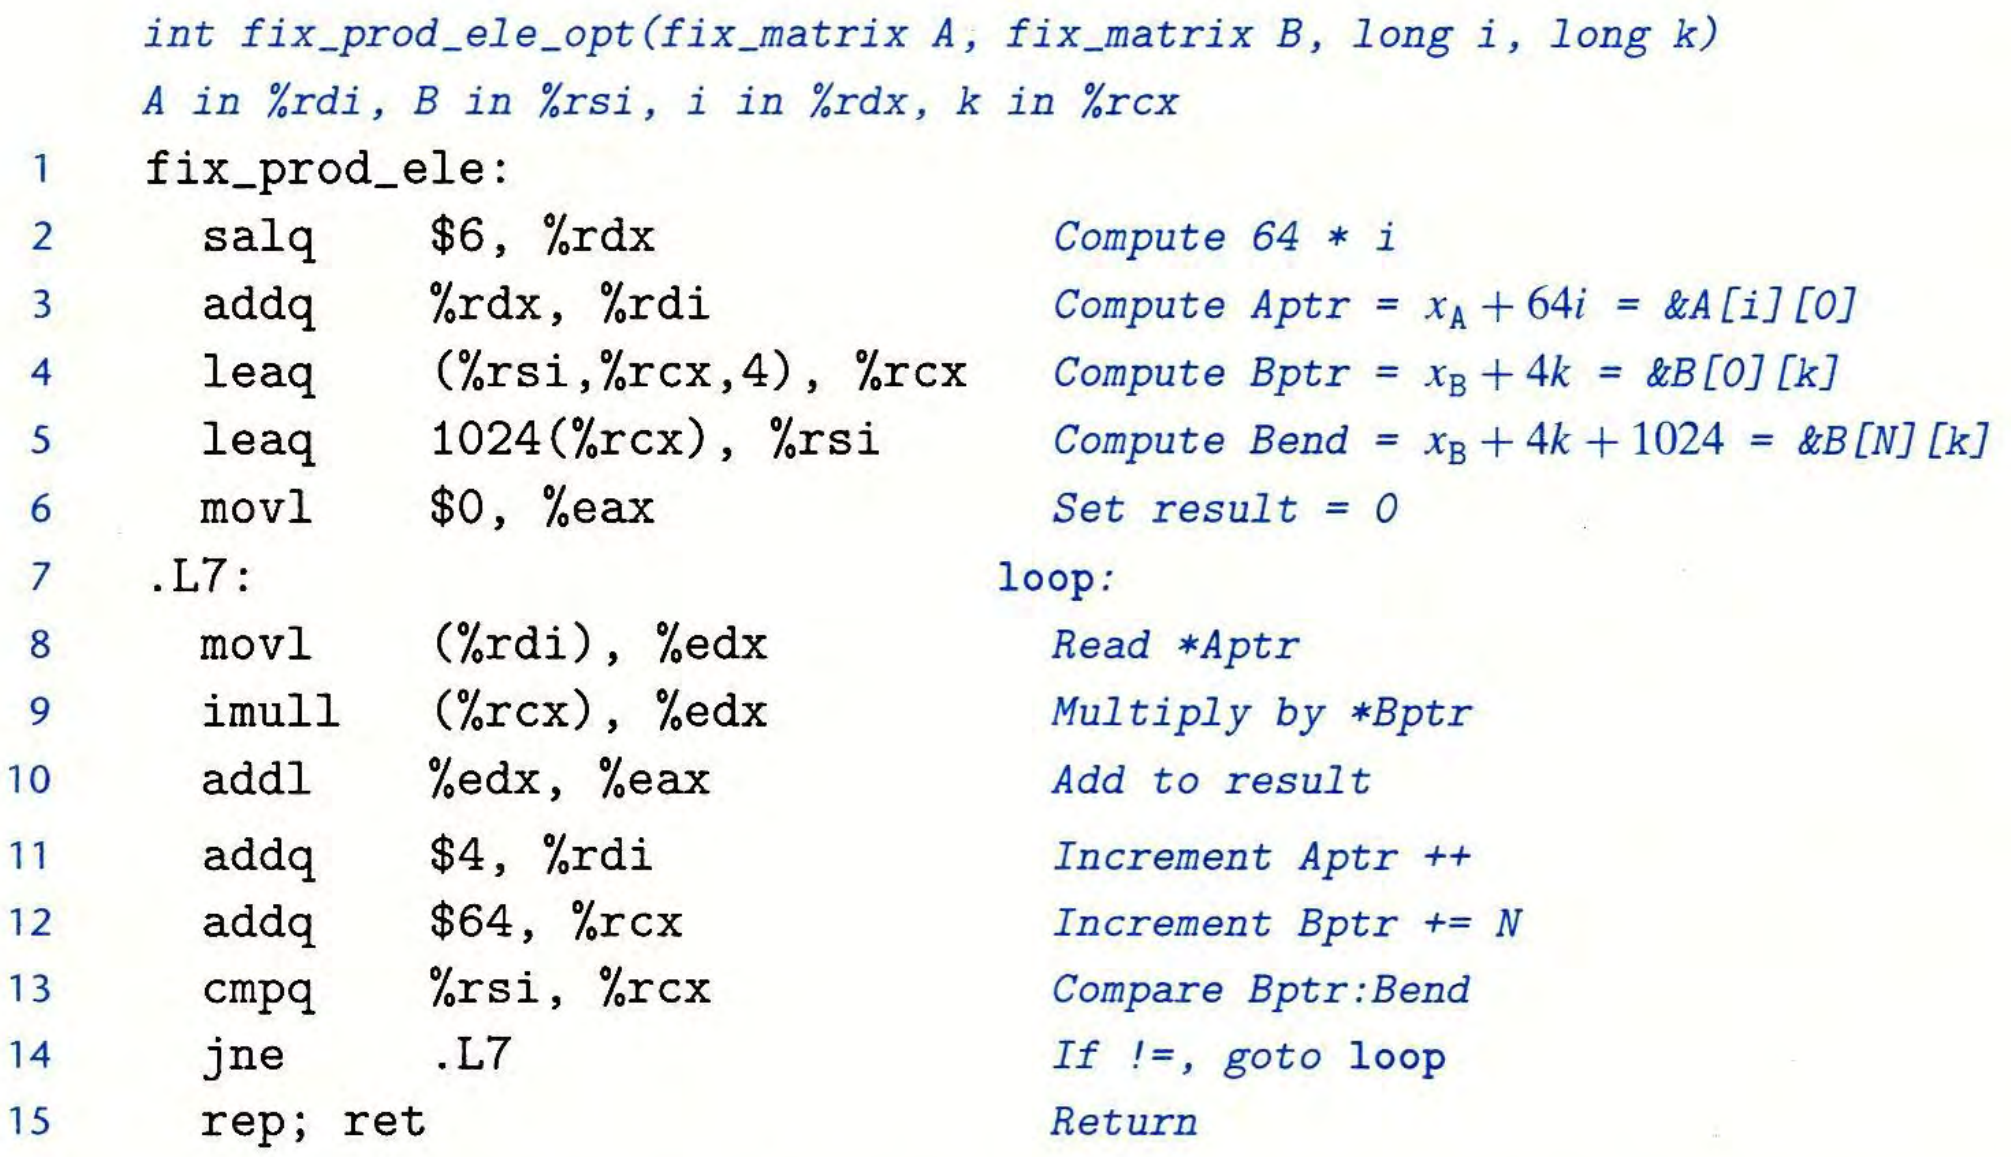 int fix_prod_ele_opt(fix_matrix A, fix_matrix B, long i, long k)
A in %rdi, B in %rsi, i in %rdx, k in %rcx
1 fix_prod_ele:
2 salq $6, %rdx Compute 64 * i
3 addq %rdx, %rdi Compute Aptr = x_A + 64i = &A[i][0]
4 leaq (%rsi,%rcx,4), %rcx Compute Bptr = x_B + 4k = &B[0][k]
5 leaq 1024(%rcx), %rsi Compute Bend = x_B + 4k + 1024 = &B[N][k]
6 movl $0, %eax Set result = 0
7 .L7: loop:
8 movl (%rdi), %edx Read *Aptr
9 imull (%rcx), %edx Multiply by *Bptr
10 addl %edx, %eax Add to result
11 addq $4, %rdi Increment Aptr ++
12 addq $64, %rcx Increment Bptr += N
13 cmpq %rsi, %rcx Compare Bptr:Bend
14 jne .L7 If !=, goto loop
15 rep; ret Return